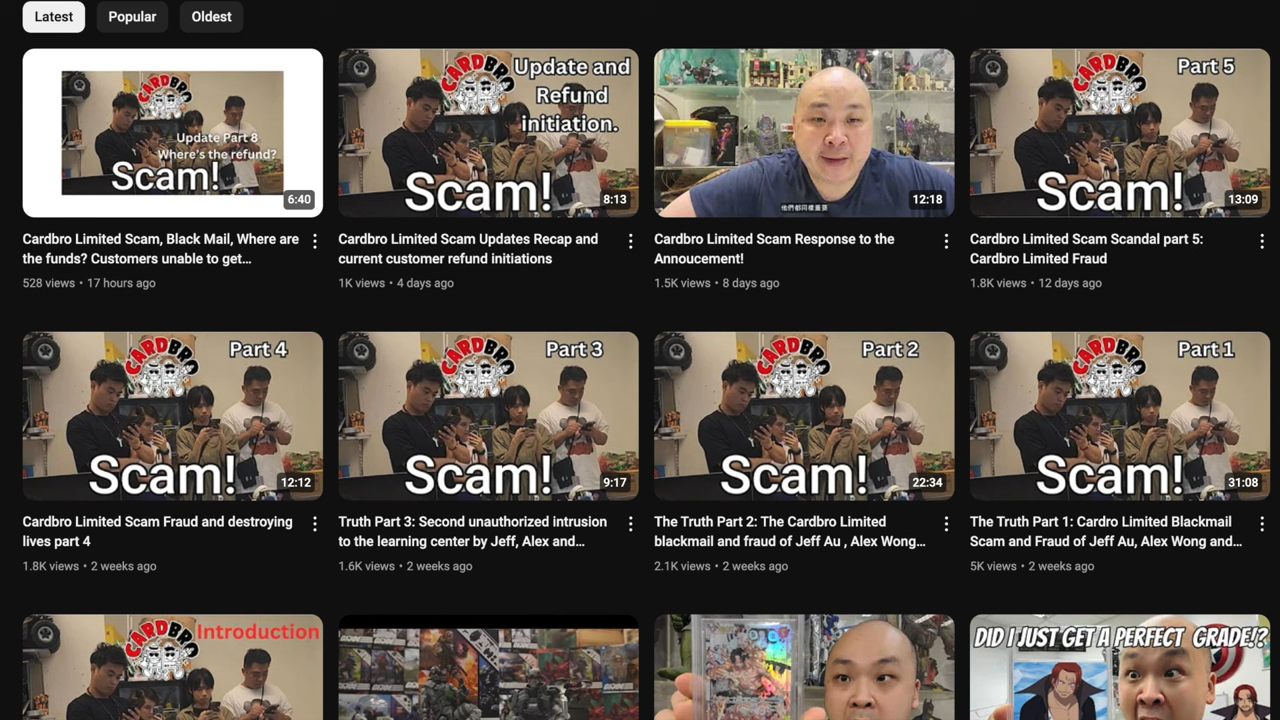 Latest
Popular
Oldest
CARDBRO
Update Part 8
Where's the refund?
Scam!
6:40
CARDBRO
Update and
Refund
initiation.
Scam!
8:13
他們都同樣重要
12:18
CARDBRO
Part 5
Scam!
13:09
Cardbro Limited Scam, Black Mail, Where are
the funds? Customers unable to get...
528 views • 17 hours ago
Cardbro Limited Scam Updates Recap and
current customer refund initiations
1K views • 4 days ago
Cardbro Limited Scam Response to the
Annoucement!
1.5K views • 8 days ago
Cardbro Limited Scam Scandal part 5:
Cardbro Limited Fraud
1.8K views • 12 days ago
CARDBRO
Part 4
Scam!
12:12
CARDBRO
Part 3
Scam!
9:17
CARDBRO
Part 2
Scam!
22:34
CARDBRO
Part 1
Scam!
31:08
Cardbro Limited Scam Fraud and destroying
lives part 4
1.8K views • 2 weeks ago
Truth Part 3: Second unauthorized intrusion
to the learning center by Jeff, Alex and...
1.6K views • 2 weeks ago
The Truth Part 2: The Cardbro Limited
blackmail and fraud of Jeff Au , Alex Wong...
2.1K views • 2 weeks ago
The Truth Part 1: Cardro Limited Blackmail
Scam and Fraud of Jeff Au, Alex Wong and...
5K views • 2 weeks ago
CARDBRO
Introduction
DID I JUST GET A PERFECT GRADE!?